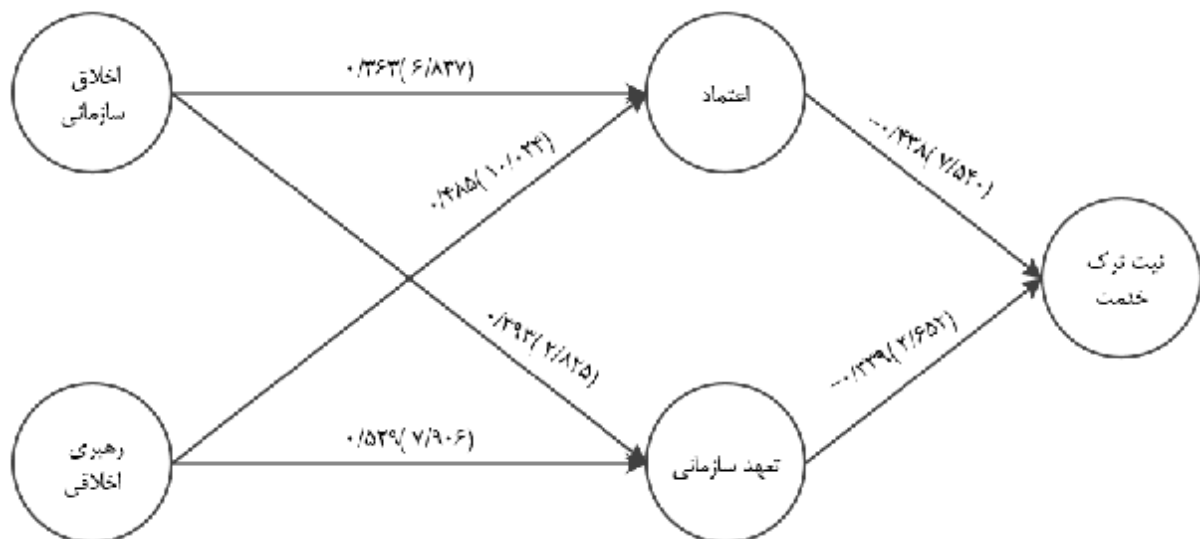 اخلاق
سازمانی
۰/۳۶۳(۶/۸۳۷)
اعتماد
۰/۴۸۵(۱۰/۰۲۴)
--۰/۴۳۸(۷/۵۴۰)
نیت ترک
خدمت
۰/۲۹۳(۲/۸۲۵)
--۰/۲۳۹(۲/۶۵۲)
رهبری
اخلاقی
۰/۵۲۹(۷/۹۰۶)
تعهد سازمانی